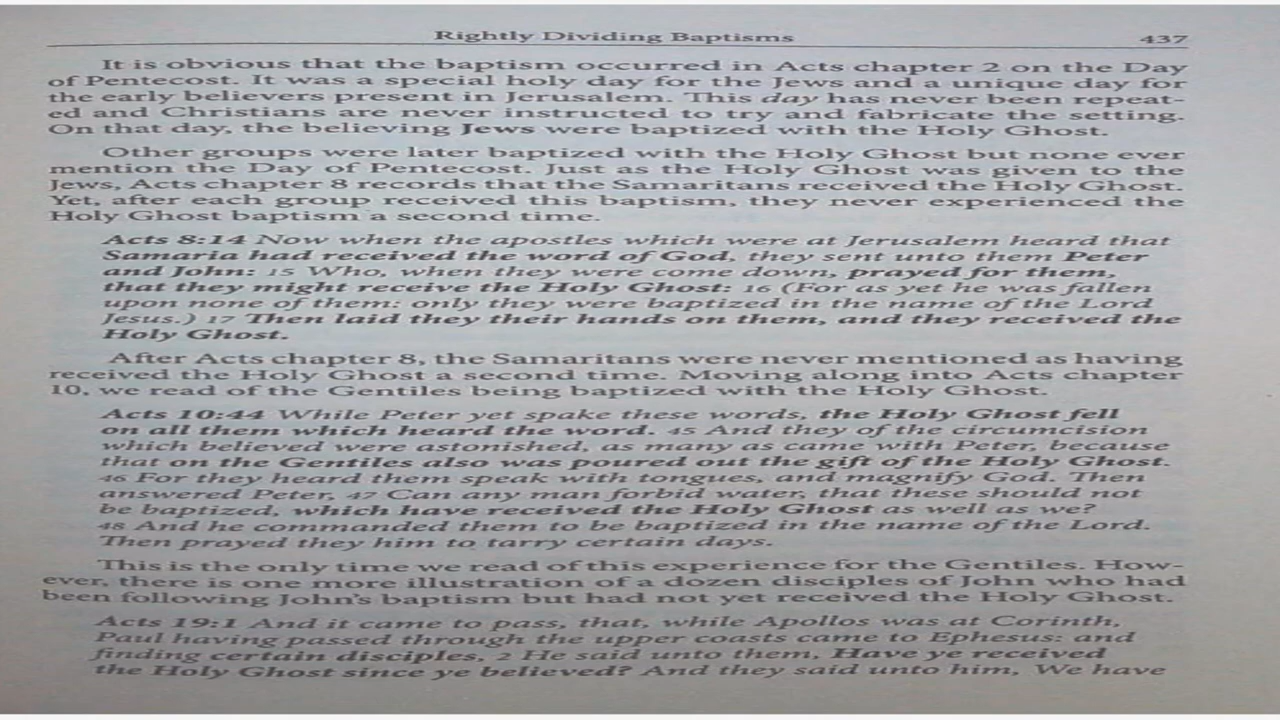 Rightly Dividing Baptisms 437
It is obvious that the baptism occurred in Acts chapter 2 on the Day
of Pentecost. It was a special holy day for the Jews and a unique day for
the early believers present in Jerusalem. This day has never been repeat-
ed and Christians are never instructed to try and fabricate the setting.
On that day, the believing Jews were baptized with the Holy Ghost.
Other groups were later baptized with the Holy Ghost but none ever
mention the Day of Pentecost. Just as the Holy Ghost was given to the
Jews, Acts chapter 8 records that the Samaritans received the Holy Ghost.
Yet, after each group received this baptism, they never experienced the
Holy Ghost baptism a second time.
Acts 8:14 Now when the apostles which were at Jerusalem heard that
Samaria had received the word of God, they sent unto them Peter
and John: 15 Who, when they were come down, prayed for them,
that they might receive the Holy Ghost: 16 (For as yet he was fallen
upon none of them: only they were baptized in the name of the Lord
Jesus.) 17 Then laid they their hands on them, and they received the
Holy Ghost.
After Acts chapter 8, the Samaritans were never mentioned as having
received the Holy Ghost a second time. Moving along into Acts chapter
10, we read of the Gentiles being baptized with the Holy Ghost.
Acts 10:44 While Peter yet spake these words, the Holy Ghost fell
on all them which heard the word. 45 And they of the circumcision
which believed were astonished, as many as came with Peter, because
that on the Gentiles also was poured out the gift of the Holy Ghost.
46 For they heard them speak with tongues, and magnify God. Then
answered Peter, 47 Can any man forbid water, that these should not
be baptized, which have received the Holy Ghost as well as we?
48 And he commanded them to be baptized in the name of the Lord.
Then prayed they him to tarry certain days.
This is the only time we read of this experience for the Gentiles. How-
ever, there is one more illustration of a dozen disciples of John who had
been following John's baptism but had not yet received the Holy Ghost.
Acts 19:1 And it came to pass, that, while Apollos was at Corinth,
Paul having passed through the upper coasts came to Ephesus: and
finding certain disciples, 2 He said unto them, Have ye received
the Holy Ghost since ye believed? And they said unto him, We have